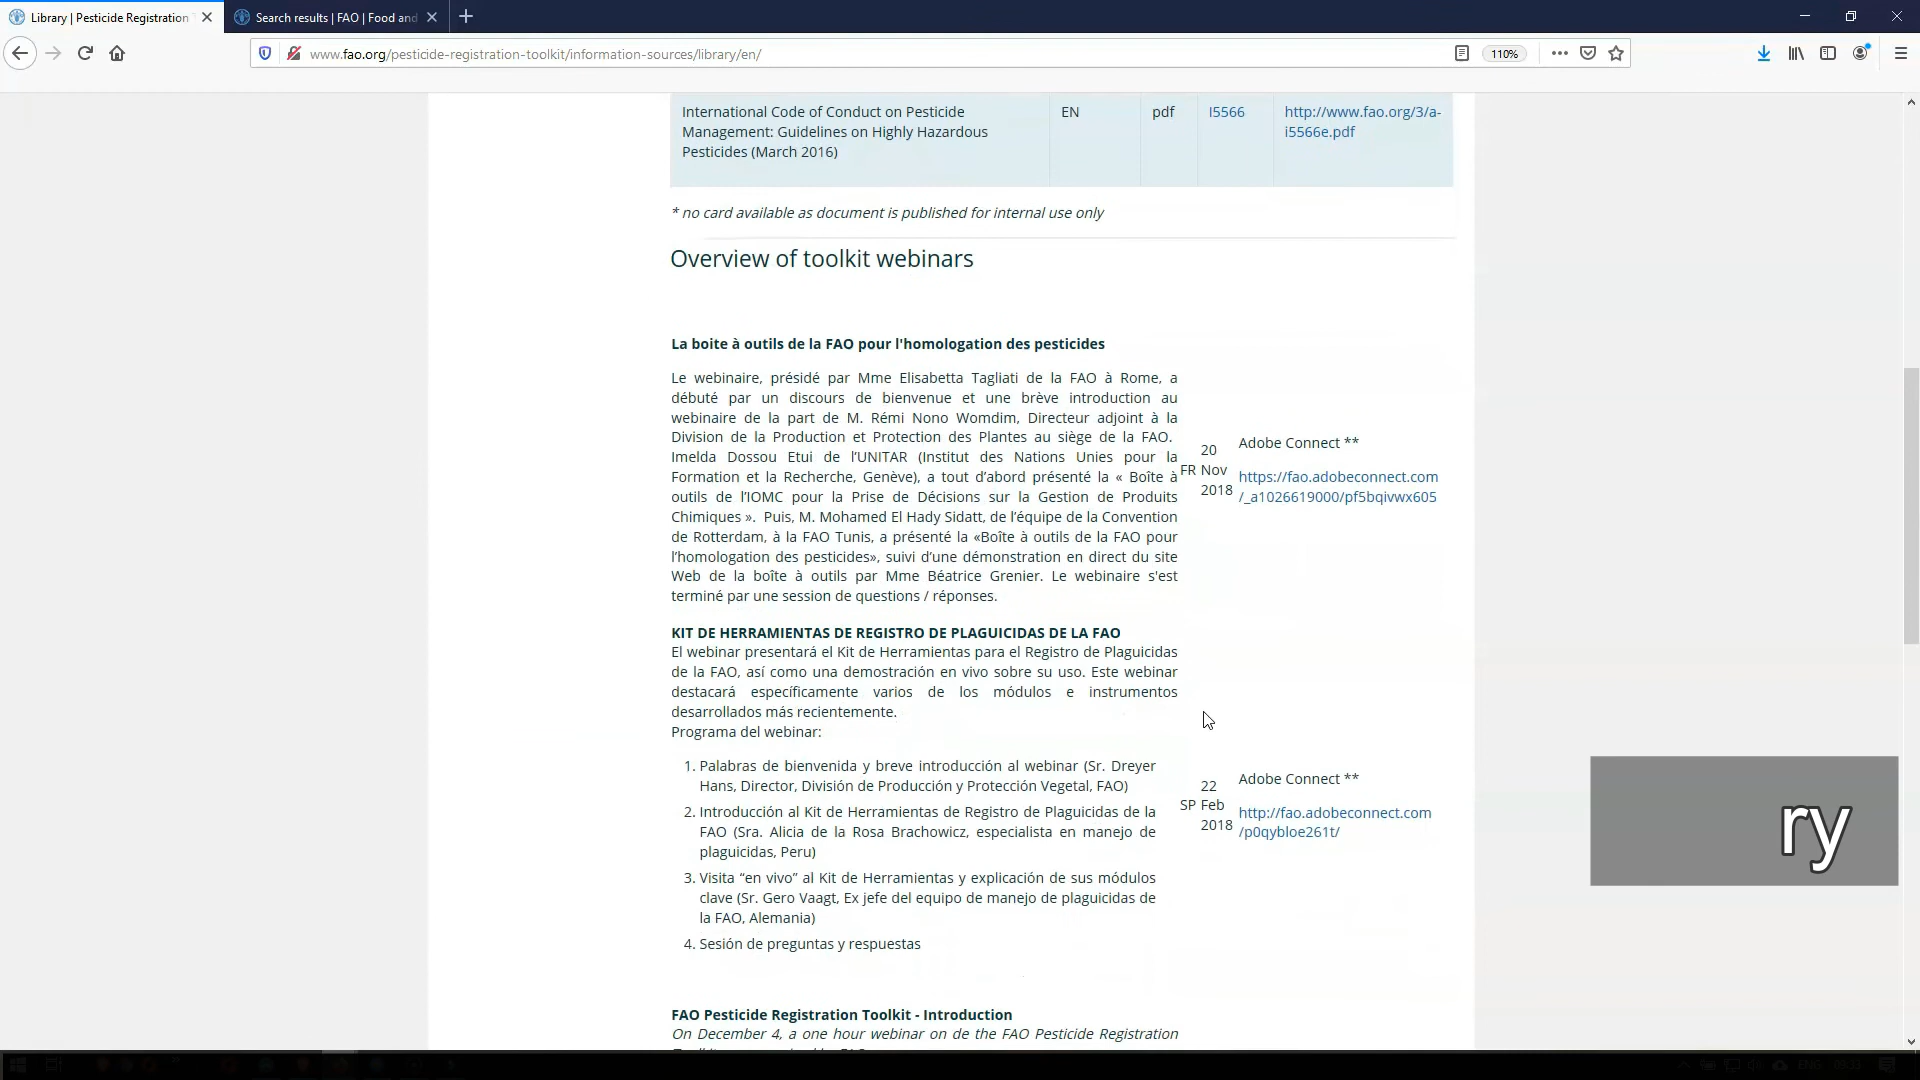 Library | Pesticide Registration
Search results | FAO | Food and
www.fao.org/pesticide-registration-toolkit/information-sources/library/en/
110%
International Code of Conduct on Pesticide
Management: Guidelines on Highly Hazardous
Pesticides (March 2016)
EN
pdf
I5566
http://www.fao.org/3/a-
i5566e.pdf
* no card available as document is published for internal use only
Overview of toolkit webinars
La boite à outils de la FAO pour l'homologation des pesticides
Le webinaire, présidé par Mme Elisabetta Tagliati de la FAO à Rome, a
débuté par un discours de bienvenue et une brève introduction au
webinaire de la part de M. Rémi Nono Womdim, Directeur adjoint à la
Division de la Production et Protection des Plantes au siège de la FAO.
Imelda Dossou Etui de l’UNITAR (Institut des Nations Unies pour la
Formation et la Recherche, Genève), a tout d’abord présenté la « Boîte à
outils de l’IOMC pour la Prise de Décisions sur la Gestion de Produits
Chimiques ». Puis, M. Mohamed El Hady Sidatt, de l’équipe de la Convention
de Rotterdam, à la FAO Tunis, a présenté la «Boîte à outils de la FAO pour
l’homologation des pesticides», suivi d’une démonstration en direct du site
Web de la boîte à outils par Mme Béatrice Grenier. Le webinaire s'est
terminé par une session de questions / réponses.
FR
20
Nov
2018
Adobe Connect **
https://fao.adobeconnect.com
/_a1026619000/pf5bqivwx605
KIT DE HERRAMIENTAS DE REGISTRO DE PLAGUICIDAS DE LA FAO
El webinar presentará el Kit de Herramientas para el Registro de Plaguicidas
de la FAO, así como una demostración en vivo sobre su uso. Este webinar
destacará específicamente varios de los módulos e instrumentos
desarrollados más recientemente.
Programa del webinar:
1. Palabras de bienvenida y breve introducción al webinar (Sr. Dreyer
Hans, Director, División de Producción y Protección Vegetal, FAO)
2. Introducción al Kit de Herramientas de Registro de Plaguicidas de la
FAO (Sra. Alicia de la Rosa Brachowicz, especialista en manejo de
plaguicidas, Peru)
3. Visita “en vivo” al Kit de Herramientas y explicación de sus módulos
clave (Sr. Gero Vaagt, Ex jefe del equipo de manejo de plaguicidas de
la FAO, Alemania)
4. Sesión de preguntas y respuestas
SP
22
Feb
2018
Adobe Connect **
http://fao.adobeconnect.com
/p0qybloe261t/
ry
FAO Pesticide Registration Toolkit - Introduction
On December 4, a one hour webinar on de the FAO Pesticide Registration
ENG